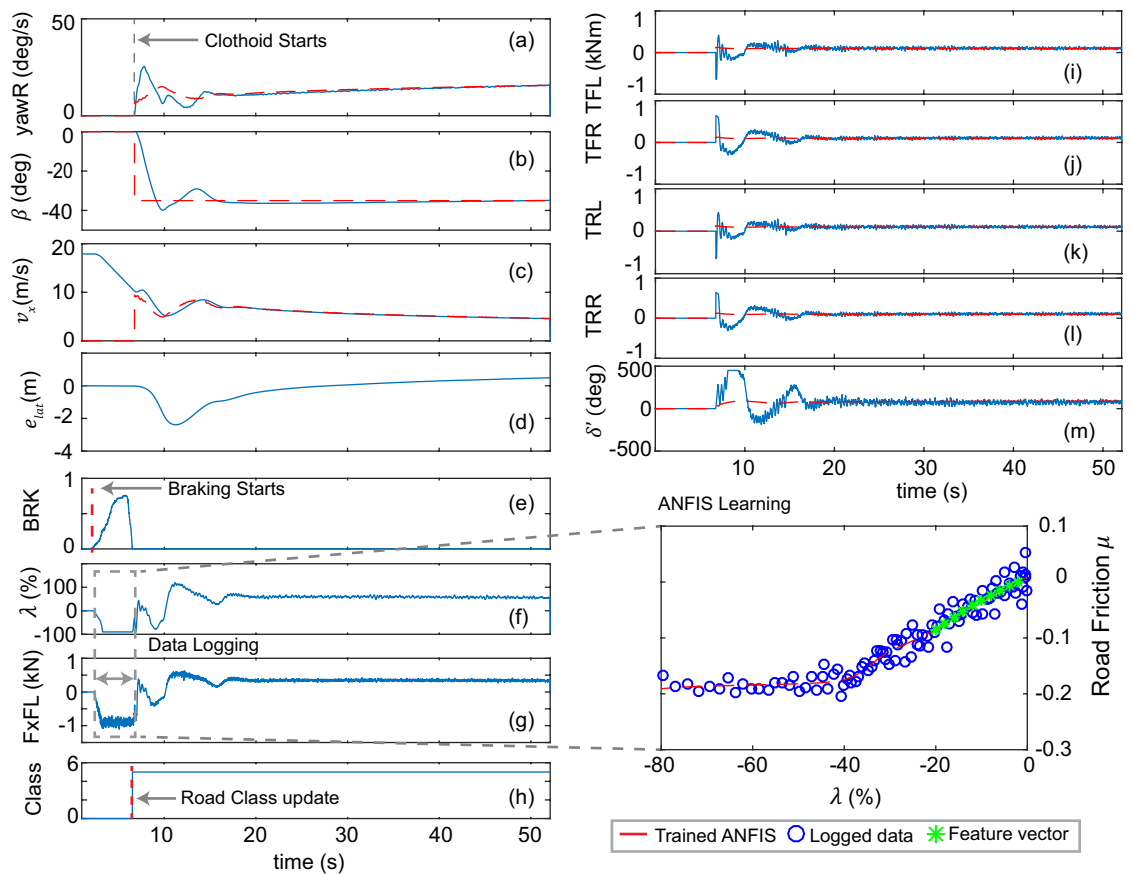 50
0
yawR (deg/s)
Clothoid Starts
(a)
0
-20
-40
β (deg)
(b)
20
10
0
vx(m/s)
(c)
0
-2
-4
elat(m)
(d)
1
0
BRK
Braking Starts
(e)
100
0
-100
λ (%)
(f)
Data Logging
1
0
-1
FxFL (kN)
(g)
6
0
Class
Road Class update
(h)
10 20 30 40 50
time (s)
1
0
-1
TFL (kNm)
(i)
1
0
-1
TFR
(j)
1
0
-1
TRL
(k)
1
0
-1
TRR
(l)
500
0
-500
δ' (deg)
(m)
10 20 30 40 50
time (s)
ANFIS Learning
0.1
0
-0.1
-0.2
-0.3
Road Friction μ
-80 -60 -40 -20 0
λ (%)
Trained ANFIS Logged data Feature vector